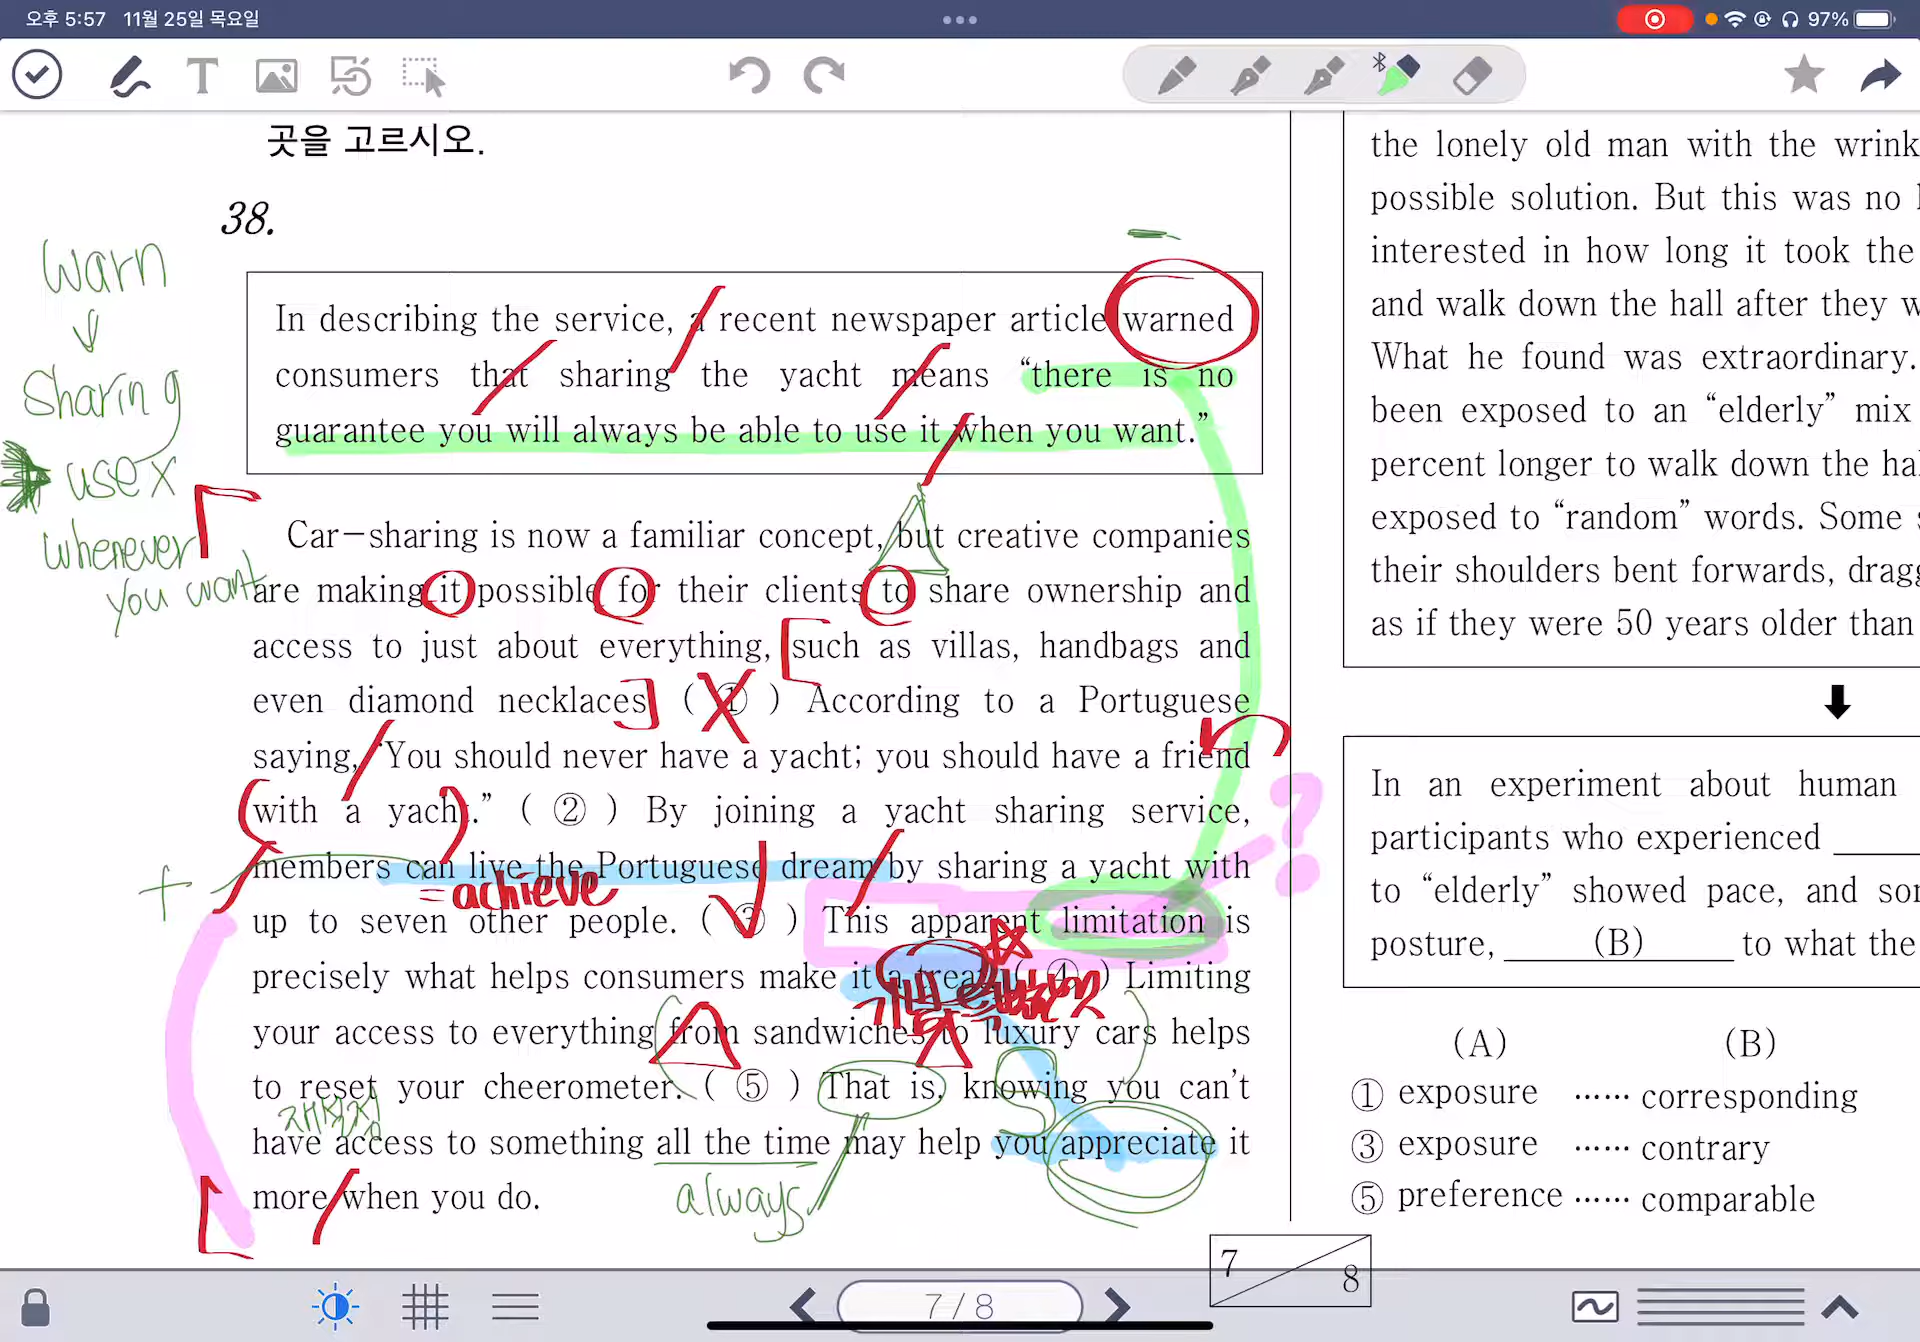 오후 5:57 11월 25일 목요일
97%
곳을 고르시오.
38.
warn
sharing
use x
whenever
you want
In describing the service, a recent newspaper article warned
consumers that sharing the yacht means “there is no
guarantee you will always be able to use it when you want.”
Car-sharing is now a familiar concept, but creative companies
are making it possible for their clients to share ownership and
access to just about everything, such as villas, handbags and
even diamond necklaces. ( ① ) According to a Portuguese
saying, “You should never have a yacht; you should have a friend
with a yacht.” ( ② ) By joining a yacht sharing service,
members can live the Portuguese dream by sharing a yacht with
= achieve
up to seven other people. ( ③ ) This apparent limitation is
precisely what helps consumers make it a treat. ( ④ ) Limiting
your access to everything from sandwiches to luxury cars helps
to reset your cheerometer. ( ⑤ ) That is, knowing you can't
재설정
have access to something all the time may help you appreciate it
always
more when you do.
?
+
S
7
8
the lonely old man with the wrink
possible solution. But this was no
interested in how long it took the
and walk down the hall after they w
What he found was extraordinary.
been exposed to an “elderly” mix
percent longer to walk down the hal
exposed to “random” words. Some s
their shoulders bent forwards, dragg
as if they were 50 years older than
In an experiment about human
participants who experienced
to “elderly” showed pace, and so
posture, (B) to what the
(A) (B)
① exposure …… corresponding
③ exposure …… contrary
⑤ preference …… comparable
7 / 8